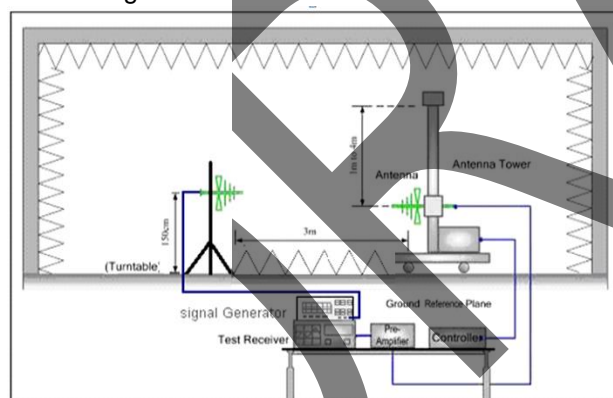 1m to 4m
Antenna
Antenna Tower
150cm
3m
(Turntable)
Ground Reference Plane
signal Generator
Test Receiver
Pre-
Amplifier
Controller